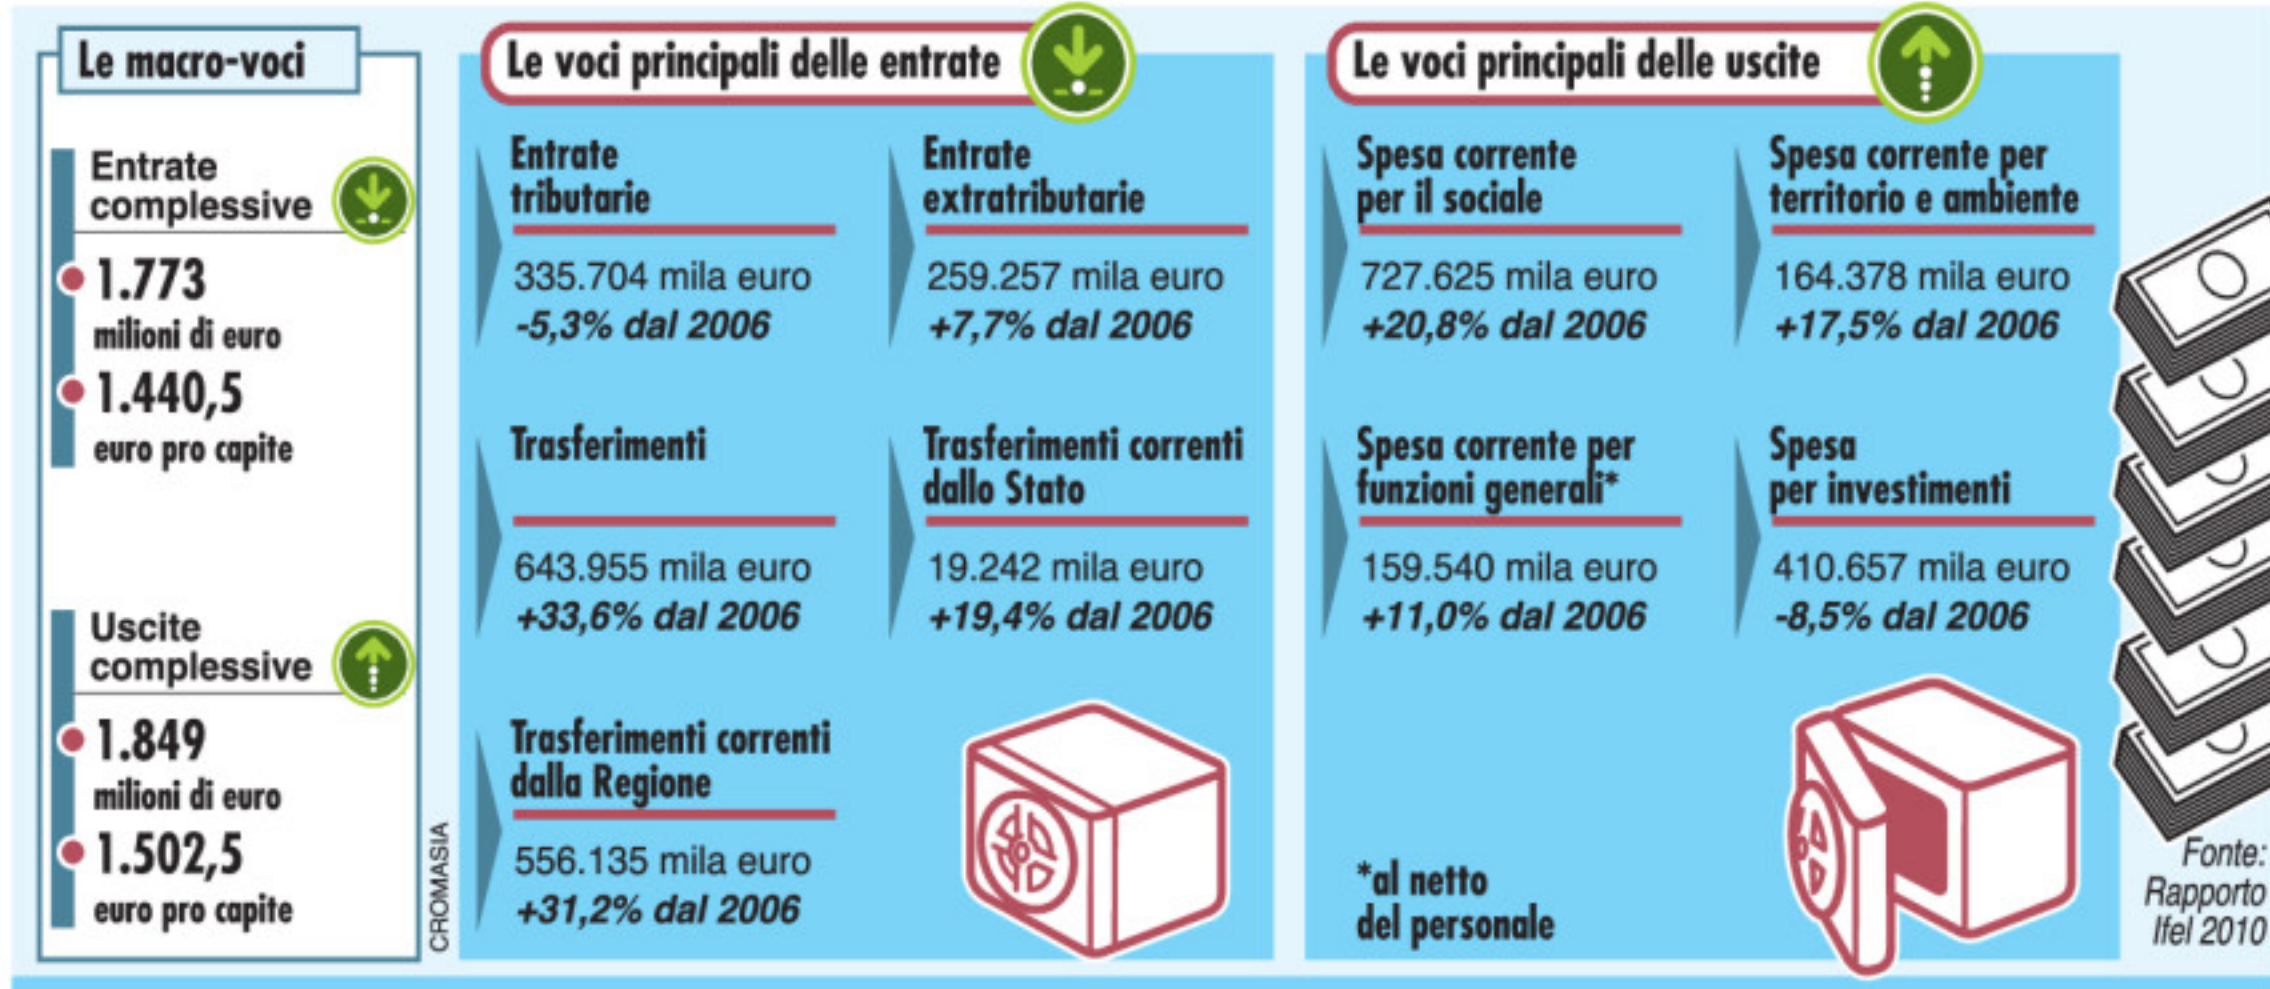 Le macro-voci
Entrate
complessive
1.773
milioni di euro
1.440,5
euro pro capite
Uscite
complessive
1.849
milioni di euro
1.502,5
euro pro capite
CROMASIA
Le voci principali delle entrate
Entrate
tributarie
335.704 mila euro
-5,3% dal 2006
Entrate
extratributarie
259.257 mila euro
+7,7% dal 2006
Trasferimenti
643.955 mila euro
+33,6% dal 2006
Trasferimenti correnti
dallo Stato
19.242 mila euro
+19,4% dal 2006
Trasferimenti correnti
dalla Regione
556.135 mila euro
+31,2% dal 2006
Le voci principali delle uscite
Spesa corrente
per il sociale
727.625 mila euro
+20,8% dal 2006
Spesa corrente per
territorio e ambiente
164.378 mila euro
+17,5% dal 2006
Spesa corrente per
funzioni generali*
159.540 mila euro
+11,0% dal 2006
Spesa
per investimenti
410.657 mila euro
-8,5% dal 2006
*al netto
del personale
Fonte:
Rapporto
Ifel 2010